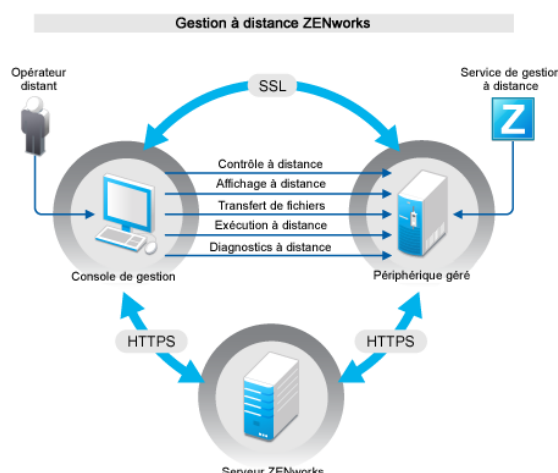 Gestion à distance ZENworks
Opérateur
distant
SSL
Service de gestion
à distance
Z
Contrôle à distance
Affichage à distance
Transfert de fichiers
Exécution à distance
Diagnostics à distance
Console de gestion
Périphérique géré
HTTPS
HTTPS
Serveur ZENworks